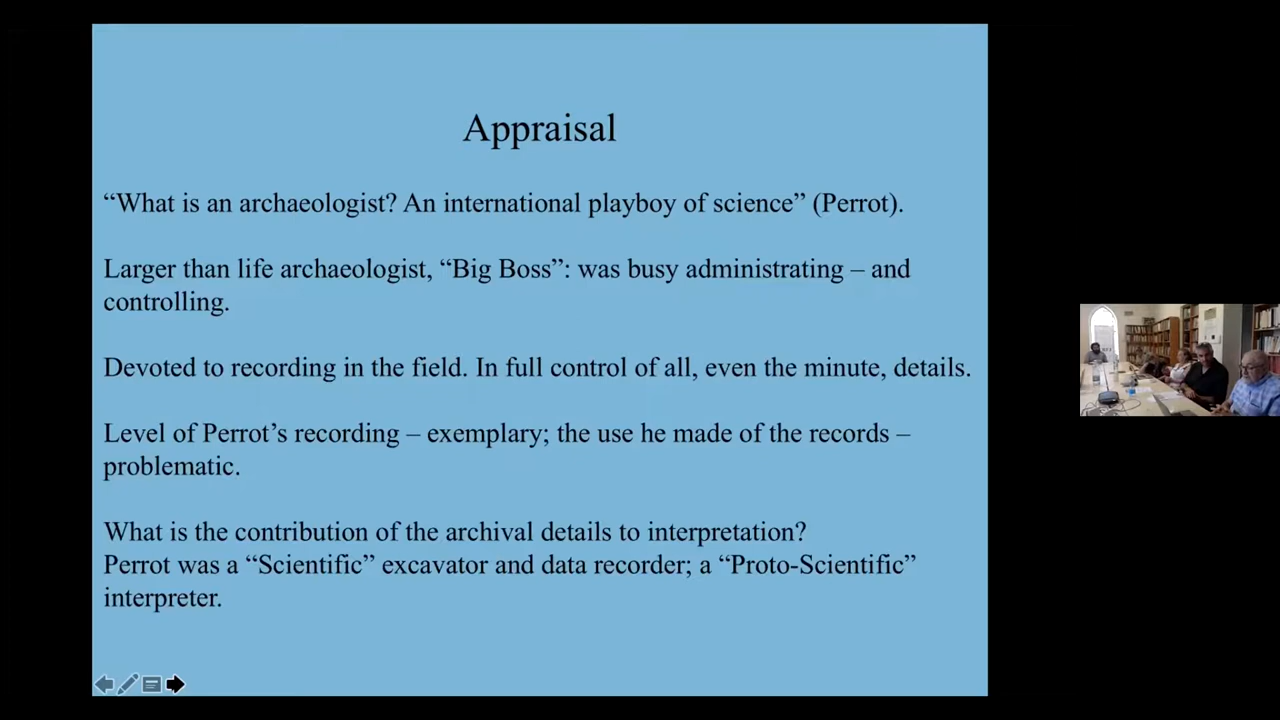 Appraisal
“What is an archaeologist? An international playboy of science” (Perrot).
Larger than life archaeologist, “Big Boss”: was busy administrating – and
controlling.
Devoted to recording in the field. In full control of all, even the minute, details.
Level of Perrot’s recording – exemplary; the use he made of the records –
problematic.
What is the contribution of the archival details to interpretation?
Perrot was a “Scientific” excavator and data recorder; a “Proto-Scientific”
interpreter.